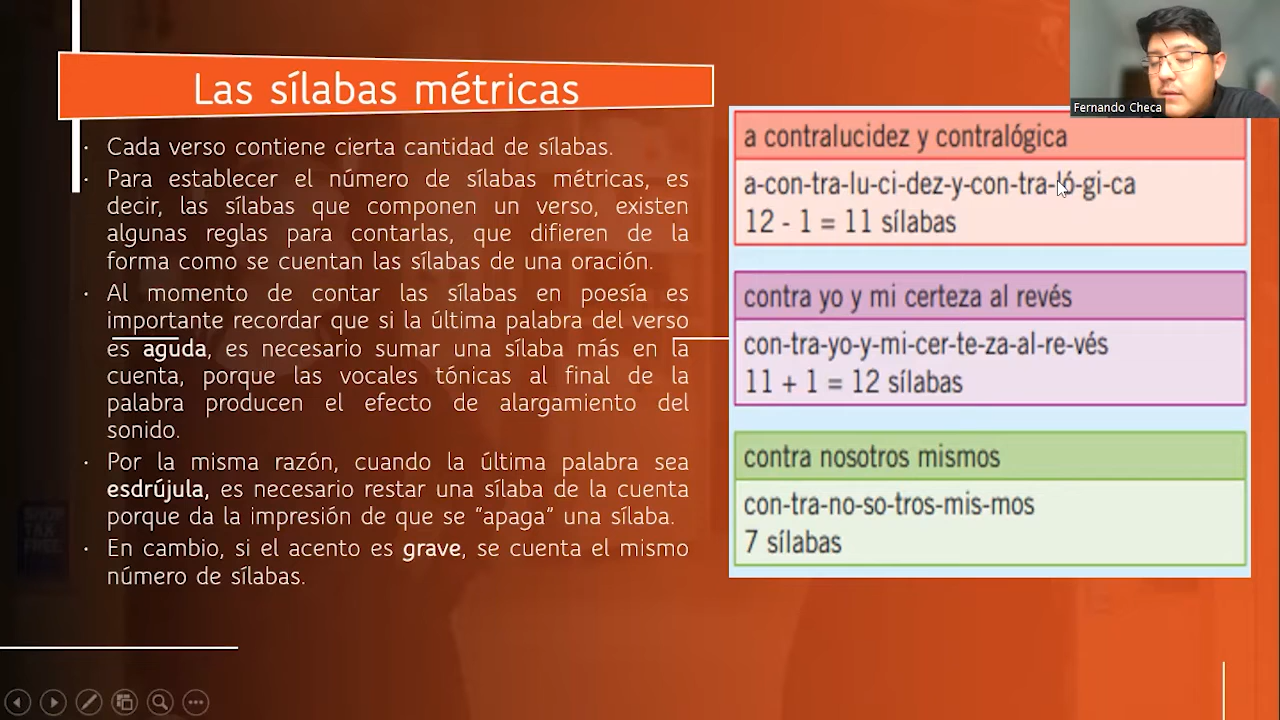 Las sílabas métricas
· Cada verso contiene cierta cantidad de sílabas.
· Para establecer el número de sílabas métricas, es
decir, las sílabas que componen un verso, existen
algunas reglas para contarlas, que difieren de la
forma como se cuentan las sílabas de una oración.
· Al momento de contar las sílabas en poesía es
importante recordar que si la última palabra del verso
es aguda, es necesario sumar una sílaba más en la
cuenta, porque las vocales tónicas al final de la
palabra producen el efecto de alargamiento del
sonido.
· Por la misma razón, cuando la última palabra sea
esdrújula, es necesario restar una sílaba de la cuenta
porque da la impresión de que se “apaga” una sílaba.
· En cambio, si el acento es grave, se cuenta el mismo
número de sílabas.
Fernando Checa
a contralucidez y contralógica
a-con-tra-lu-ci-dez-y-con-tra-ló-gi-ca
12 - 1 = 11 sílabas
contra yo y mi certeza al revés
con-tra-yo-y-mi-cer-te-za-al-re-vés
11 + 1 = 12 sílabas
contra nosotros mismos
con-tra-no-so-tros-mis-mos
7 sílabas
TAX
FREE